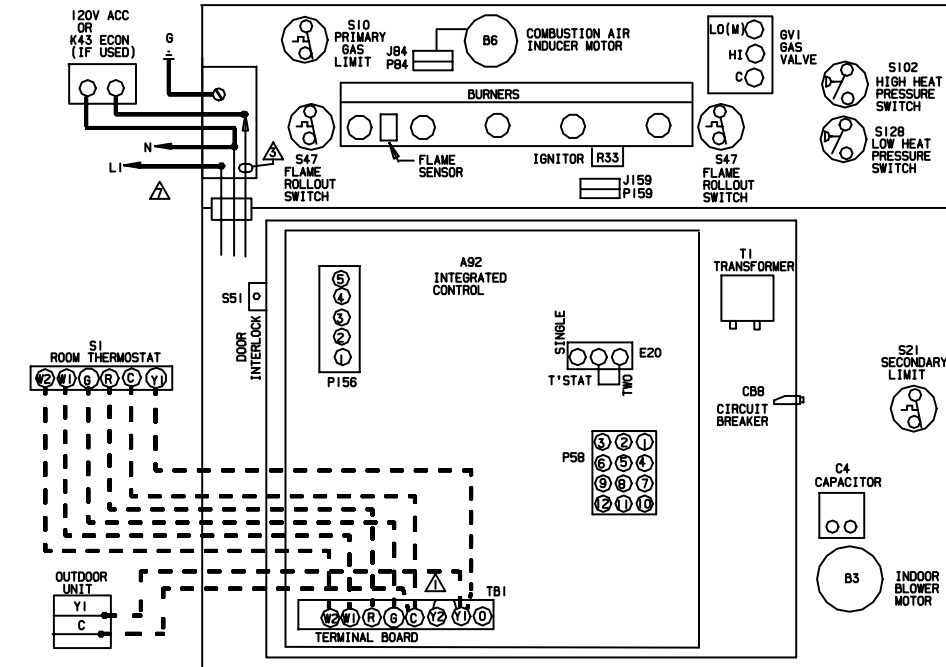 120V ACC
OR
K43 ECON
(IF USED)
G
N
L1
3
7
S10
PRIMARY
GAS
LIMIT
J84
P84
B6
COMBUSTION AIR
INDUCER MOTOR
LO(M)
HI
C
GV1
GAS
VALVE
S102
HIGH HEAT
PRESSURE
SWITCH
S128
LOW HEAT
PRESSURE
SWITCH
BURNERS
S47
FLAME
ROLLOUT
SWITCH
FLAME
SENSOR
IGNITOR
R33
J159
P159
S47
FLAME
ROLLOUT
SWITCH
S51
DOOR
INTERLOCK
5
4
3
2
1
P156
A92
INTEGRATED
CONTROL
SINGLE
E20
T'STAT
TWO
T1
TRANSFORMER
CB8
CIRCUIT
BREAKER
S21
SECONDARY
LIMIT
P58
3 2 1
6 5 4
9 8 7
12 11 10
C4
CAPACITOR
B3
INDOOR
BLOWER
MOTOR
S1
ROOM THERMOSTAT
W2 W1 G R C Y1
OUTDOOR
UNIT
Y1
C
1
TB1
W2 W1 R G C Y2 Y1 O
TERMINAL BOARD